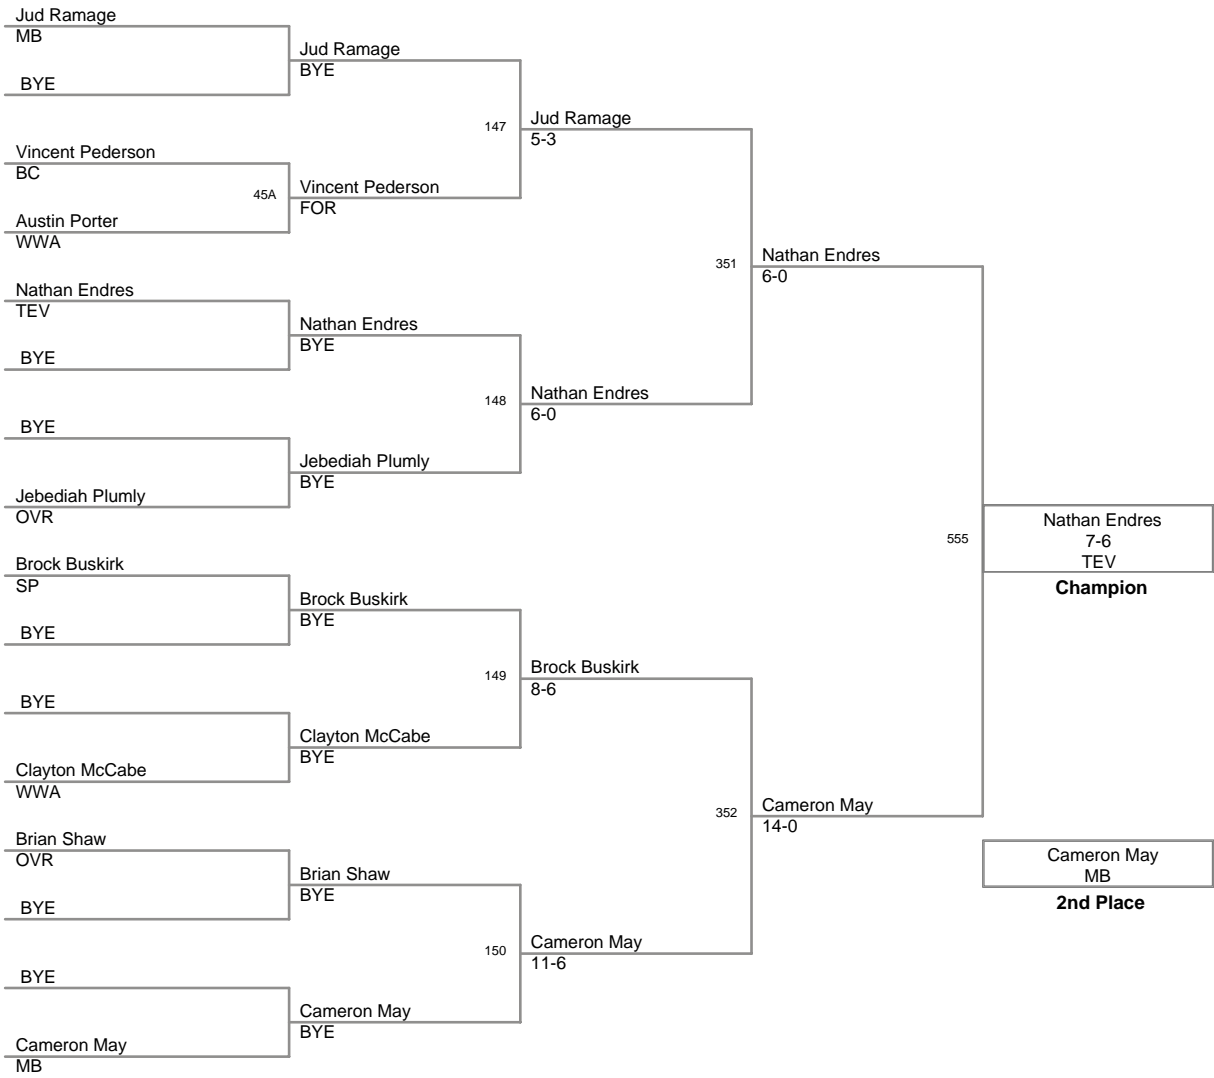 Jud Ramage
MB
BYE
Vincent Pederson
BC
45A
Austin Porter
WWA
Nathan Endres
TEV
BYE
BYE
Jebediah Plumly
OVR
Brock Buskirk
SP
BYE
BYE
Clayton McCabe
WWA
Brian Shaw
OVR
BYE
BYE
Cameron May
MB
Jud Ramage
BYE
147
Vincent Pederson
FOR
Nathan Endres
BYE
148
Jebediah Plumly
BYE
Brock Buskirk
BYE
149
Clayton McCabe
BYE
Brian Shaw
BYE
150
Cameron May
BYE
Jud Ramage
5-3
351
Nathan Endres
6-0
Brock Buskirk
8-6
352
Cameron May
11-6
Nathan Endres
6-0
555
Cameron May
14-0
Nathan Endres
7-6
TEV
Champion
Cameron May
MB
2nd Place